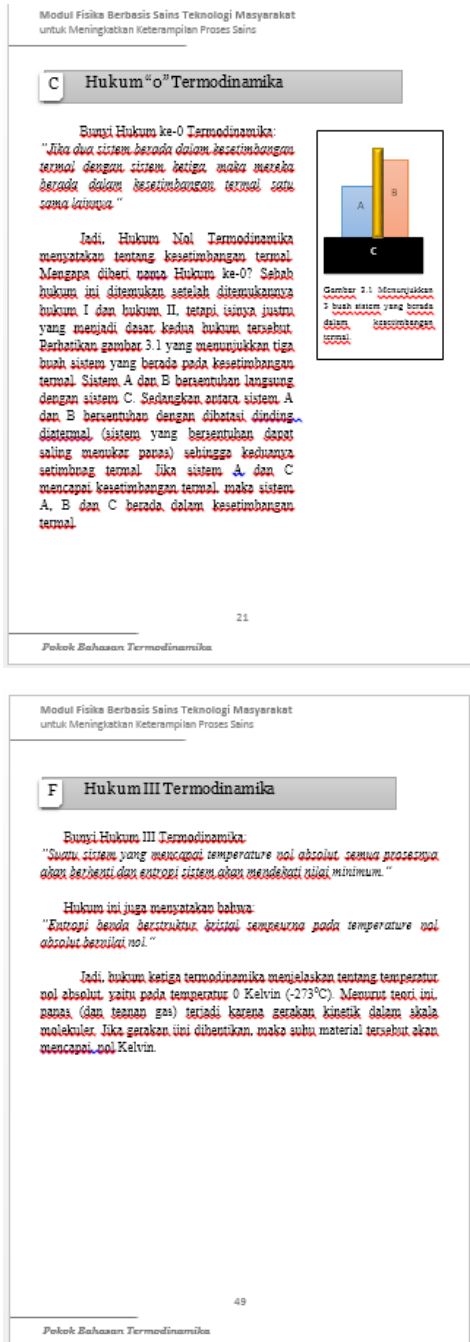 Modul Fisika Berbasis Sains Teknologi Masyarakat
untuk Meningkatkan Keterampilan Proses Sains
C Hukum “0” Termodinamika
Bunyi Hukum ke-0 Termodinamika:
"Jika dua sistem berada dalam kesetimbangan
termal dengan sistem ketiga, maka mereka
berada dalam kesetimbangan termal satu
sama lainnya."
Jadi, Hukum Nol Termodinamika
menyatakan tentang kesetimbangan termal.
Mengapa diberi nama Hukum ke-0? Sebab
hukum ini ditemukan setelah ditemukannya
hukum I dan hukum II, tetapi isinya justru
yang menjadi dasar kedua hukum tersebut.
Perhatikan gambar 3.1 yang menunjukkan tiga
buah sistem yang berada pada kesetimbangan
termal. Sistem A dan B bersentuhan langsung
dengan sistem C. Sedangkan antara sistem A
dan B bersentuhan dengan dibatasi dinding
diatermal (sistem yang bersentuhan dapat
saling menukar panas) sehingga keduanya
setimbnag termal. Jika sistem A dan C
mencapai kesetimbangan termal, maka sistem
A, B dan C berada dalam kesetimbangan
termal.
A
B
C
Gambar 3.1 Menunjukkan
3 buah sistem yang berada
dalam kesetimbangan
termal.
21
Pokok Bahasan Termodinamika
Modul Fisika Berbasis Sains Teknologi Masyarakat
untuk Meningkatkan Keterampilan Proses Sains
F Hukum III Termodinamika
Bunyi Hukum III Termodinamika:
"Suatu sistem yang mencapai temperature nol absolut, semua prosesnya
akan berhenti dan entropi sistem akan mendekati nilai minimum."
Hukum ini juga menyatakan bahwa:
"Entropi benda berstruktur kristal sempeurna pada temperature nol
absolut bernilai nol."
Jadi, hukum ketiga termodinamika menjelaskan tentang temperatur
nol absolut, yaitu pada temperatur 0 Kelvin (-273⁰C). Menurut teori ini,
panas (dan teanan gas) terjadi karena gerakan kinetik dalam skala
molekuler. Jika gerakan iini dihentikan, maka suhu material tersebut akan
mencapai nol Kelvin.
49
Pokok Bahasan Termodinamika